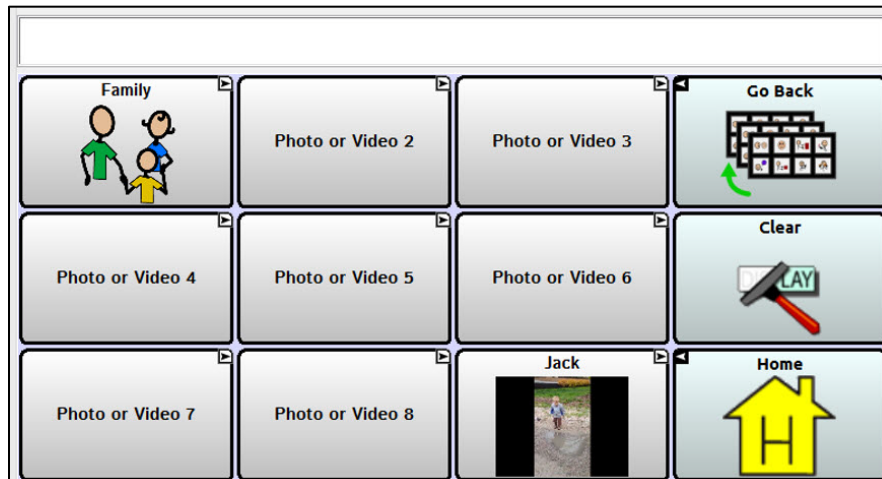 Family
Photo or Video 2
Photo or Video 3
Go Back
Photo or Video 4
Photo or Video 5
Photo or Video 6
Clear
Photo or Video 7
Photo or Video 8
Jack
Home
H